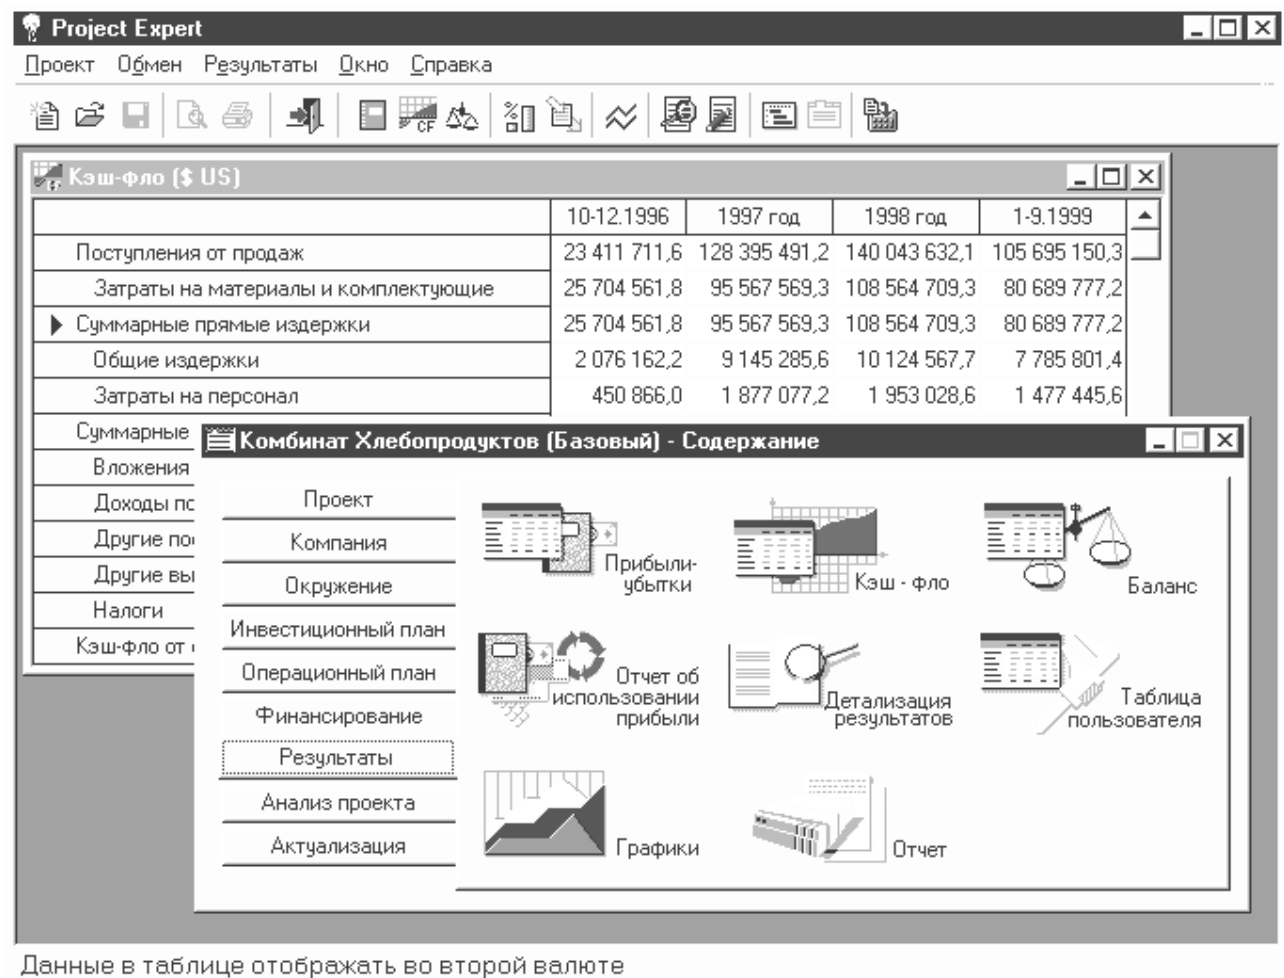 Project Expert
Проект Обмен Результаты Окно Справка
CF
Кэш-фло ($ US)
10-12.1996 1997 год 1998 год 1-9.1999
Поступления от продаж 23 411 711,6 128 395 491,2 140 043 632,1 105 695 150,3
Затраты на материалы и комплектующие 25 704 561,8 95 567 569,3 108 564 709,3 80 689 777,2
Суммарные прямые издержки 25 704 561,8 95 567 569,3 108 564 709,3 80 689 777,2
Общие издержки 2 076 162,2 9 145 285,6 10 124 567,7 7 785 801,4
Затраты на персонал 450 866,0 1 877 077,2 1 953 028,6 1 477 445,6
Суммарные
Вложения
Доходы по
Другие пос
Другие вы
Налоги
Кэш-фло от
Комбинат Хлебопродуктов (Базовый) - Содержание
Проект
Компания
Окружение
Инвестиционный план
Операционный план
Финансирование
Результаты
Анализ проекта
Актуализация
Прибыли-
убытки
Кэш - фло
Баланс
Отчет об
использовании
прибыли
Детализация
результатов
Таблица
пользователя
Графики
Отчет
Данные в таблице отображать во второй валюте